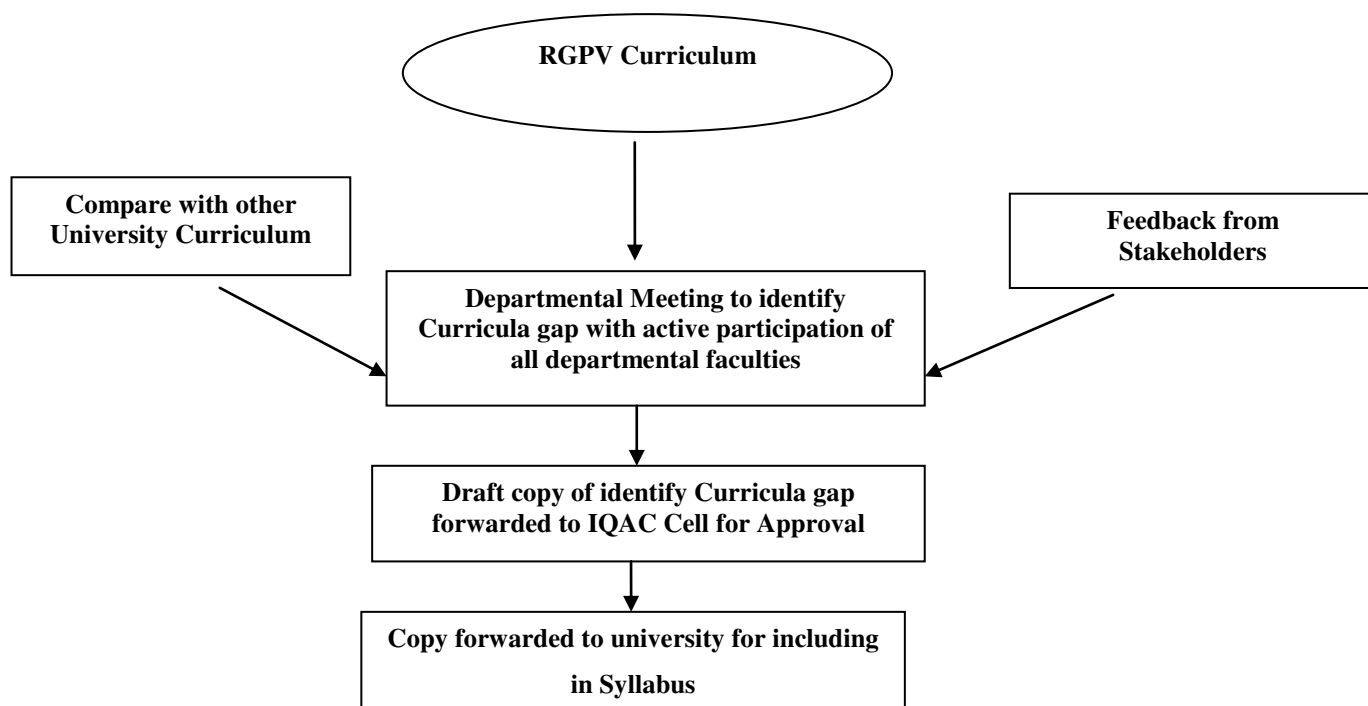 RGPV Curriculum
Compare with other
University Curriculum
Feedback from
Stakeholders
Departmental Meeting to identify
Curricula gap with active participation of
all departmental faculties
Draft copy of identify Curricula gap
forwarded to IQAC Cell for Approval
Copy forwarded to university for including
in Syllabus